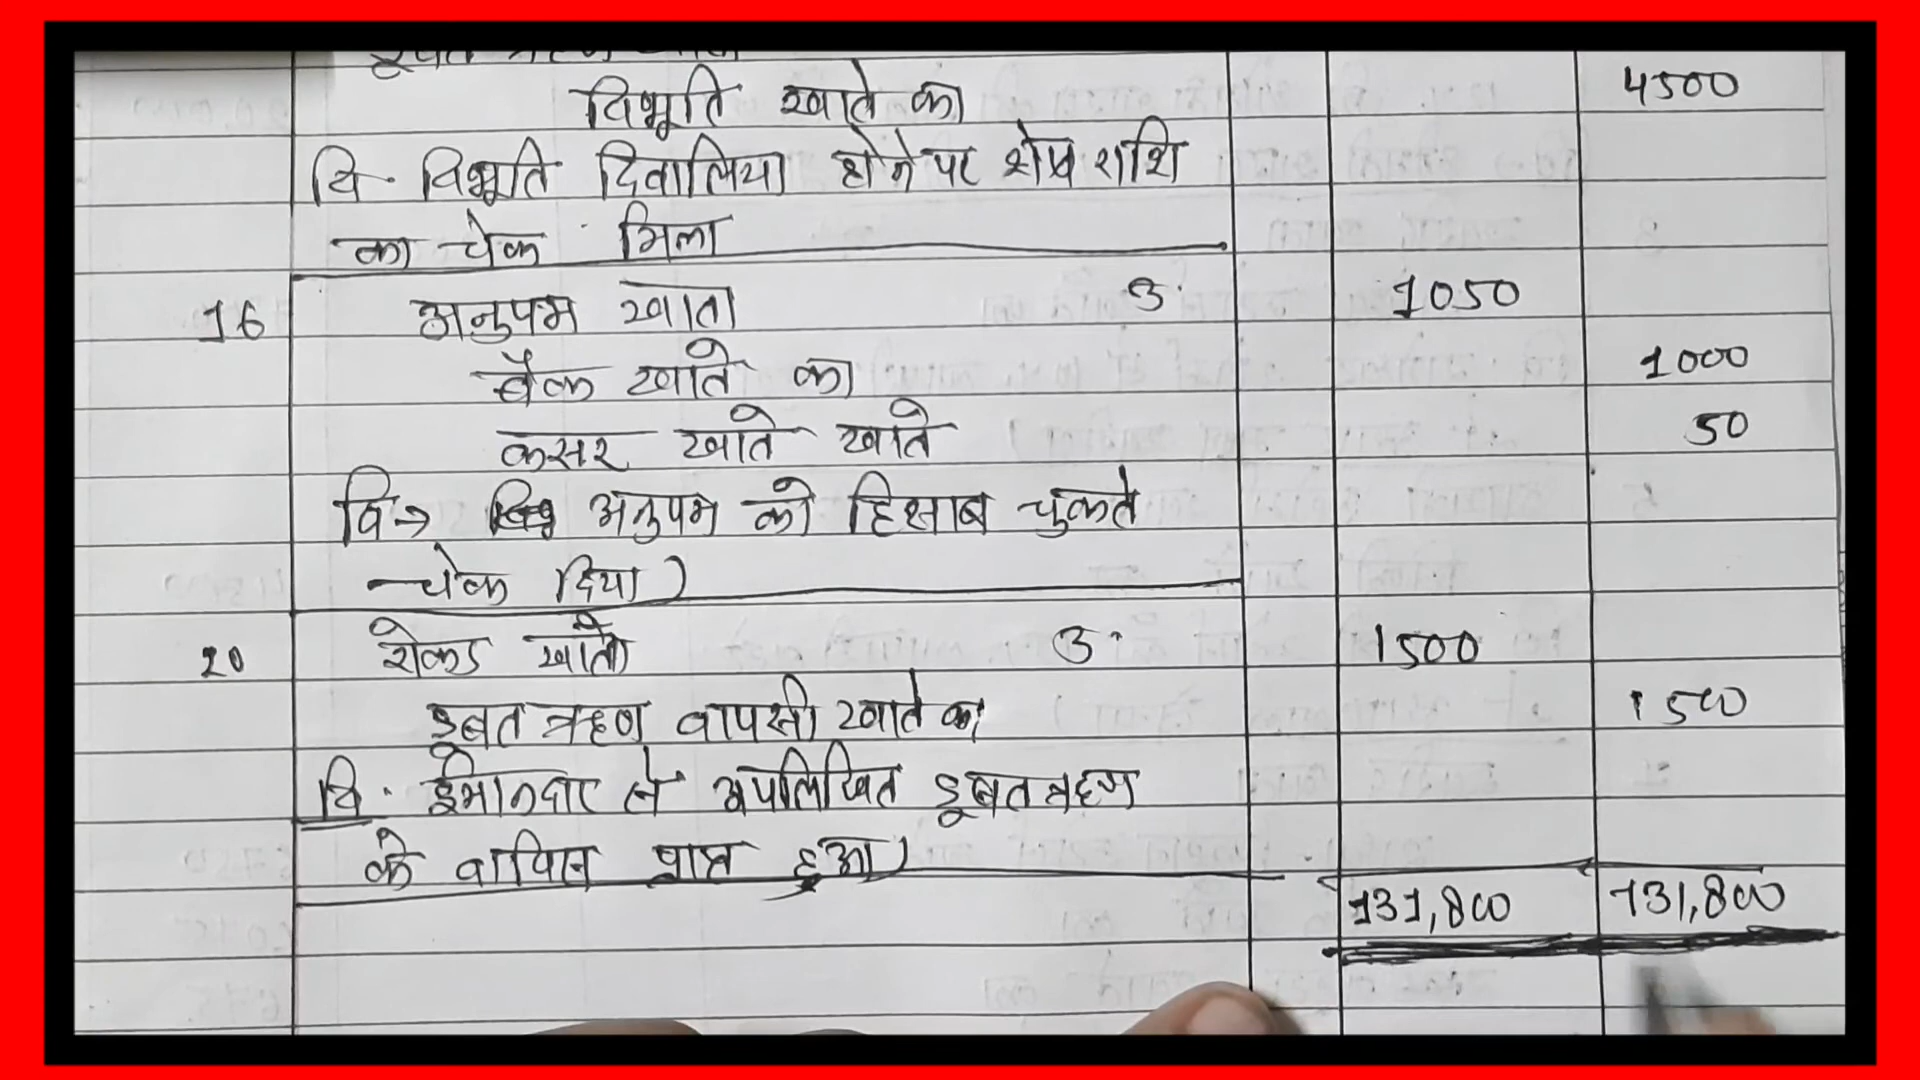 विभूति खाते का 4500
वि. विभूति दिवालिया होने पर शेष राशि
का चेक मिला
16 अनुपम खाता उ. 1050
बैंक खाते का 1000
कसर खाते खाते 50
वि→ अनुपम को हिसाब चुकते
चेक दिया)
20 रोकड खाते उ. 1500
डूबत ऋण वापसी खाते का 1500
वि. ईमानदार से अपलिखित डूबत ऋण
के वापिस प्राप्त हुआ)
131,800 131,800